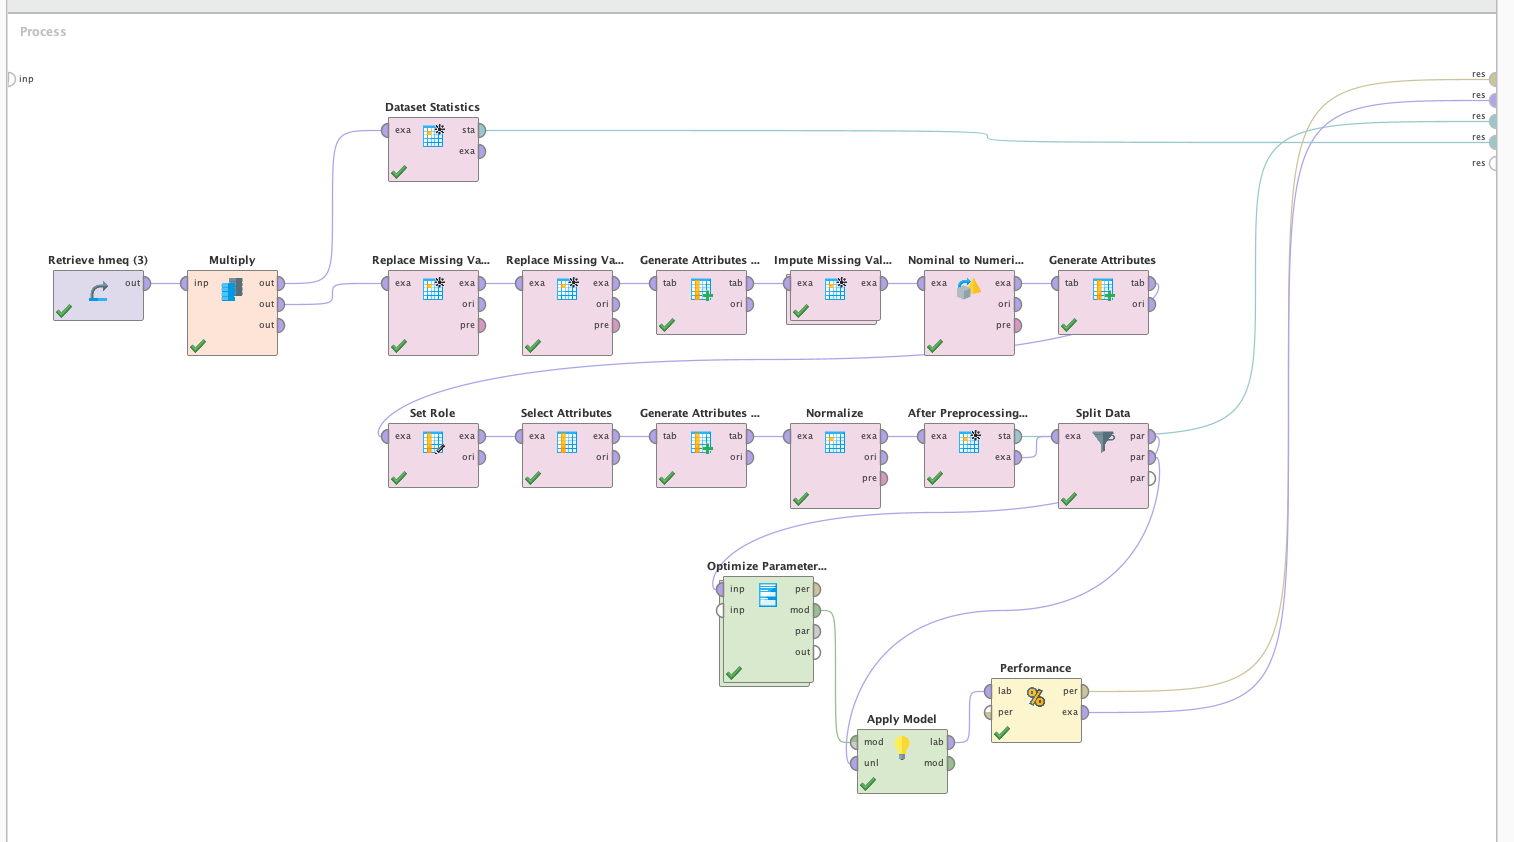 Process
inp
res
res
res
res
res
Dataset Statistics
exa sta
exa
Retrieve hmeq (3)
out
Multiply
inp out
out
out
Replace Missing Va...
exa exa
ori
pre
Replace Missing Va...
exa exa
ori
pre
Generate Attributes ...
tab tab
ori
Impute Missing Val...
exa exa
Nominal to Numeri...
exa exa
ori
pre
Generate Attributes
tab tab
ori
Set Role
exa exa
ori
Select Attributes
exa exa
ori
Generate Attributes ...
tab tab
ori
Normalize
exa exa
ori
pre
After Preprocessing...
exa sta
exa
Split Data
exa par
par
par
Optimize Parameter...
inp per
inp mod
par
out
Performance
lab per
per exa
Apply Model
mod lab
unl mod